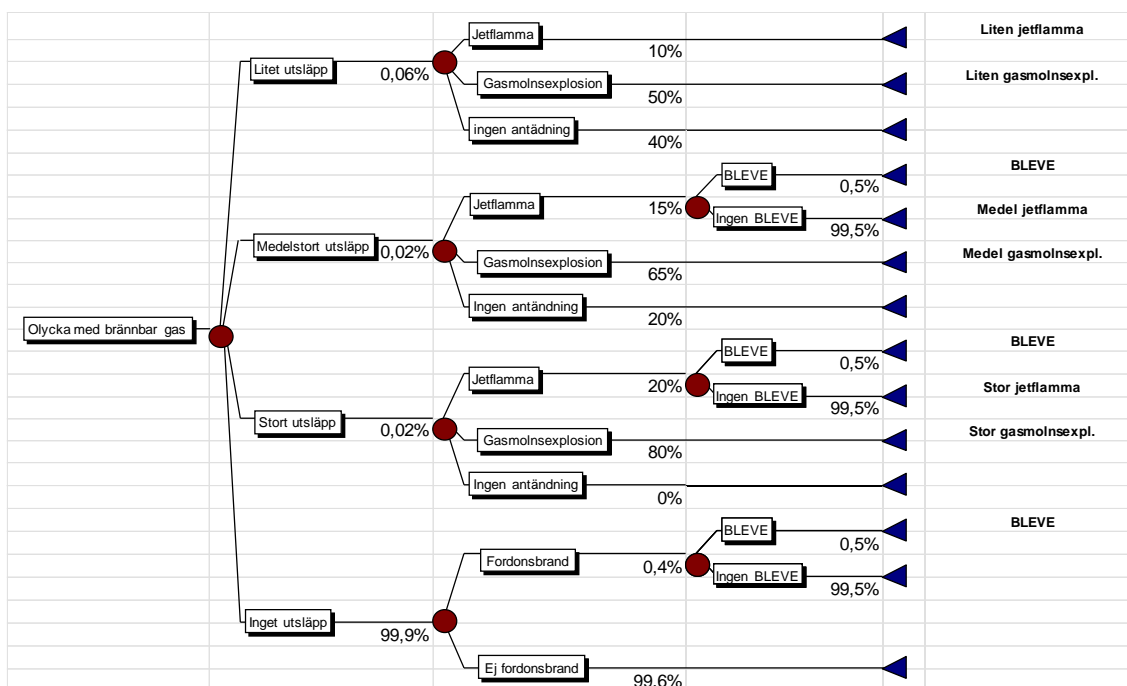 Jetflamma
10%
Liten jetflamma
Litet utsläpp
0,06%
Gasmolnsexplosion
50%
Liten gasmolnsexpl.
ingen antädning
40%
BLEVE
0,5%
BLEVE
Jetflamma
15%
Ingen BLEVE
99,5%
Medel jetflamma
Medelstort utsläpp
0,02%
Gasmolnsexplosion
65%
Medel gasmolnsexpl.
Ingen antändning
20%
Olycka med brännbar gas
BLEVE
0,5%
BLEVE
Jetflamma
20%
Ingen BLEVE
99,5%
Stor jetflamma
Stort utsläpp
0,02%
Gasmolnsexplosion
80%
Stor gasmolnsexpl.
Ingen antändning
0%
BLEVE
0,5%
BLEVE
Fordonsbrand
0,4%
Ingen BLEVE
99,5%
Inget utsläpp
99,9%
Ej fordonsbrand
99,6%